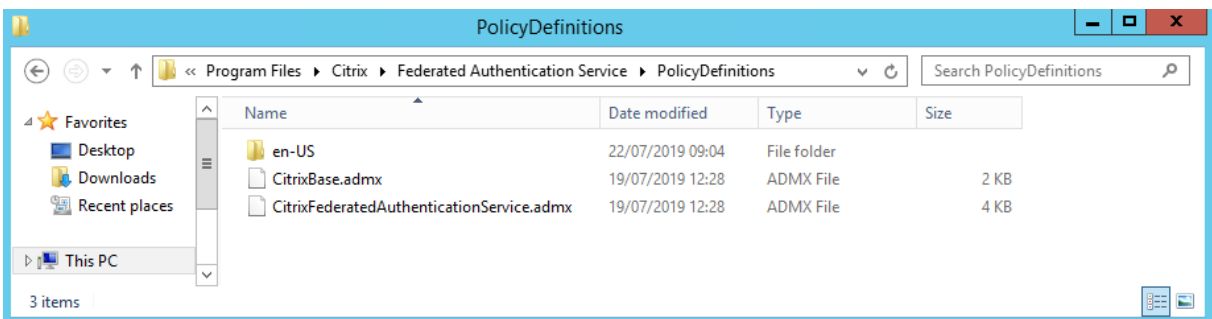 PolicyDefinitions
« Program Files ▸ Citrix ▸ Federated Authentication Service ▸ PolicyDefinitions
Search PolicyDefinitions
Favorites
Desktop
Downloads
Recent places
This PC
Name Date modified Type Size
en-US 22/07/2019 09:04 File folder
CitrixBase.admx 19/07/2019 12:28 ADMX File 2 KB
CitrixFederatedAuthenticationService.admx 19/07/2019 12:28 ADMX File 4 KB
3 items